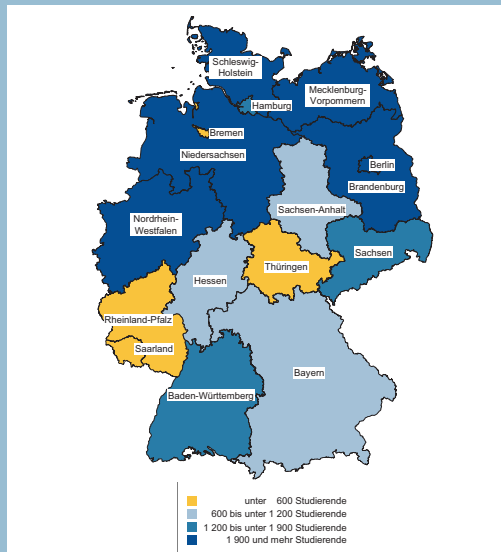 Schleswig-
Holstein
Mecklenburg-
Vorpommern
Hamburg
Bremen
Niedersachsen
Berlin
Brandenburg
Sachsen-Anhalt
Nordrhein-
Westfalen
Sachsen
Thüringen
Hessen
Rheinland-Pfalz
Saarland
Bayern
Baden-Württemberg
unter 600 Studierende
600 bis unter 1 200 Studierende
1 200 bis unter 1 900 Studierende
1 900 und mehr Studierende